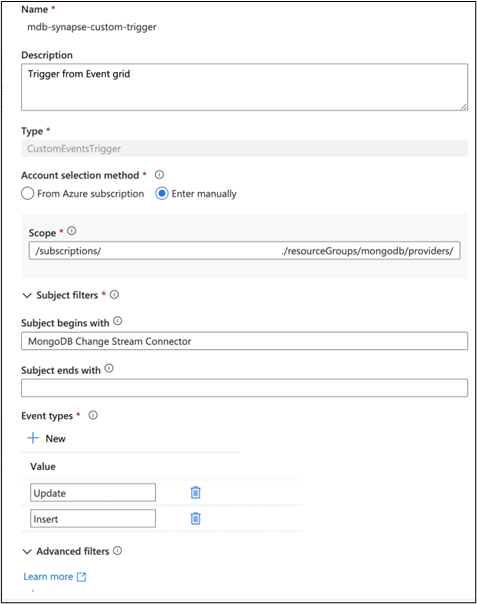 Name *
mdb-synapse-custom-trigger
Description
Trigger from Event grid
Type *
CustomEventsTrigger
Account selection method *
From Azure subscription Enter manually
Scope *
/subscriptions/ ./resourceGroups/mongodb/providers/
Subject filters *
Subject begins with
MongoDB Change Stream Connector
Subject ends with
Event types *
+ New
Value
Update
Insert
Advanced filters
Learn more